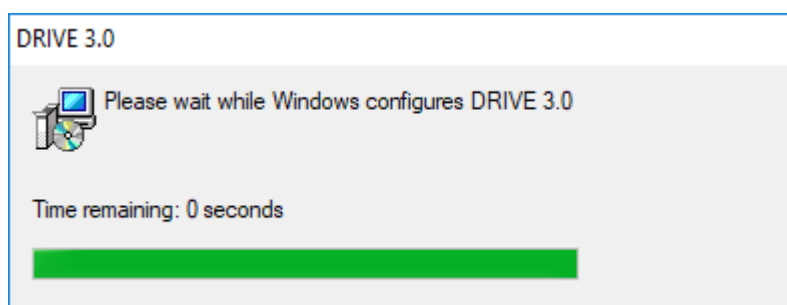 DRIVE 3.0
Please wait while Windows configures DRIVE 3.0
Time remaining: 0 seconds